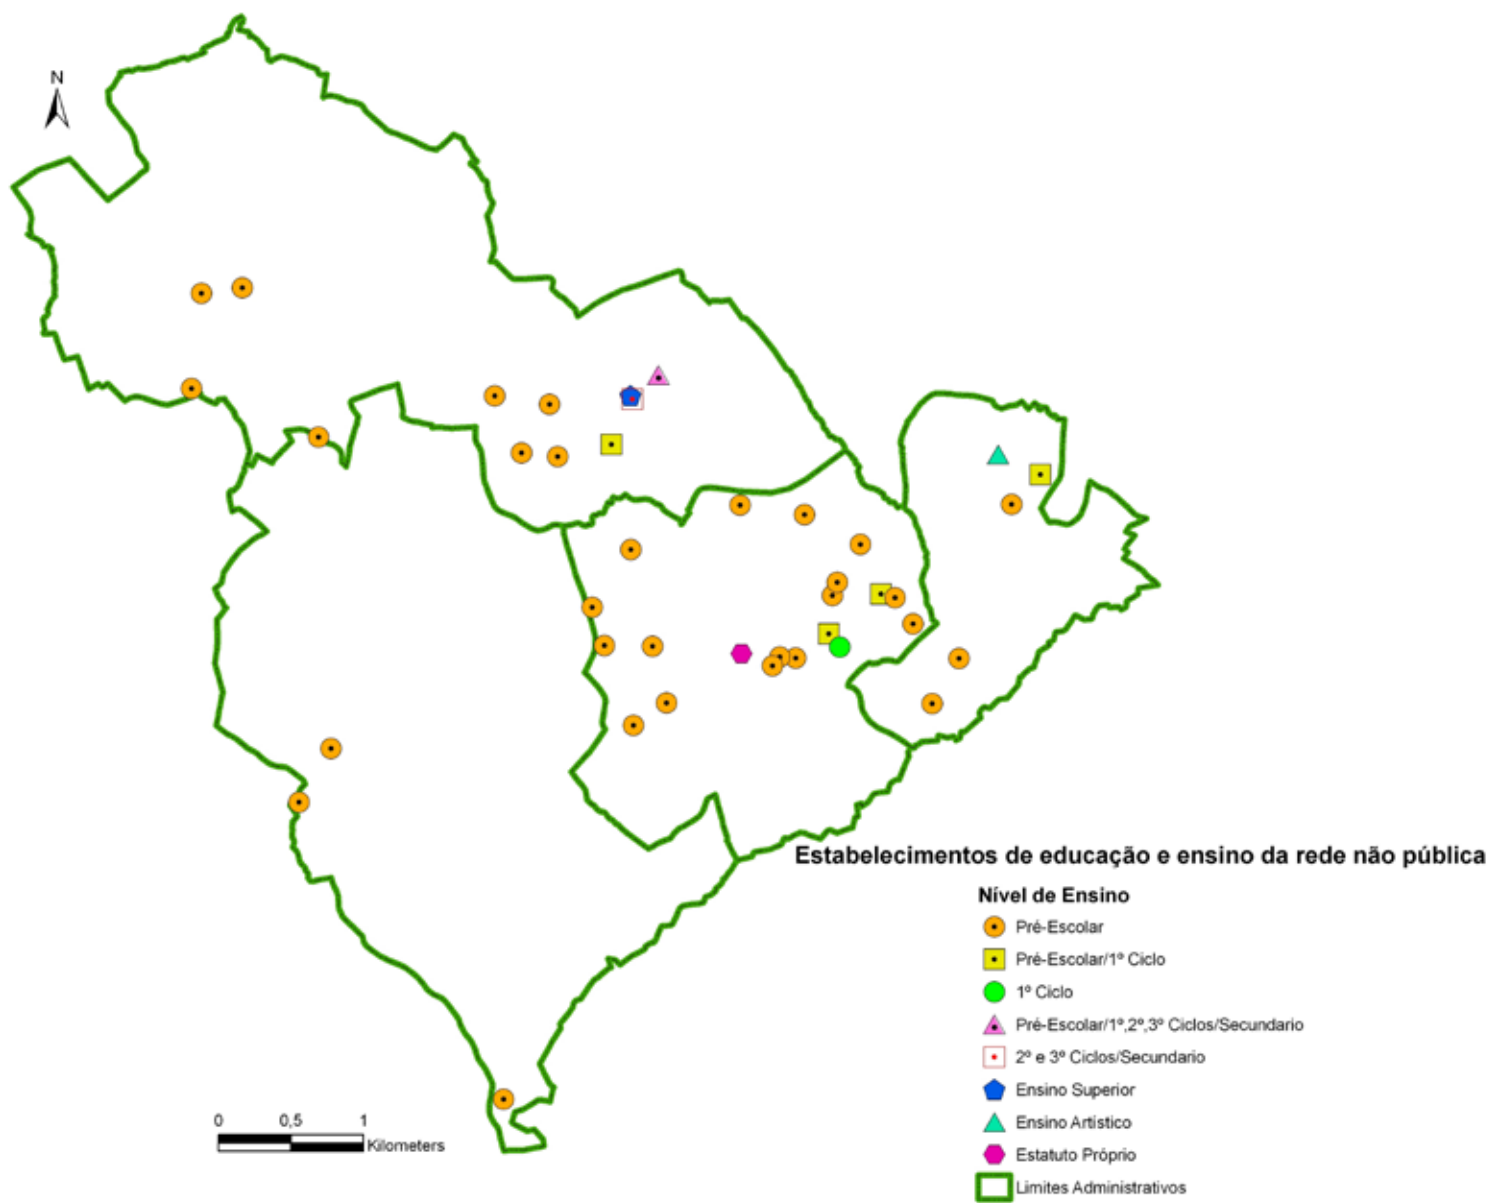 N
Estabelecimentos de educação e ensino da rede não pública
Nível de Ensino
Pré-Escolar
Pré-Escolar/1º Ciclo
1º Ciclo
Pré-Escolar/1º,2º,3º Ciclos/Secundario
2º e 3º Ciclos/Secundario
Ensino Superior
Ensino Artístico
Estatuto Próprio
Limites Administrativos
0 0,5 1
Kilometers